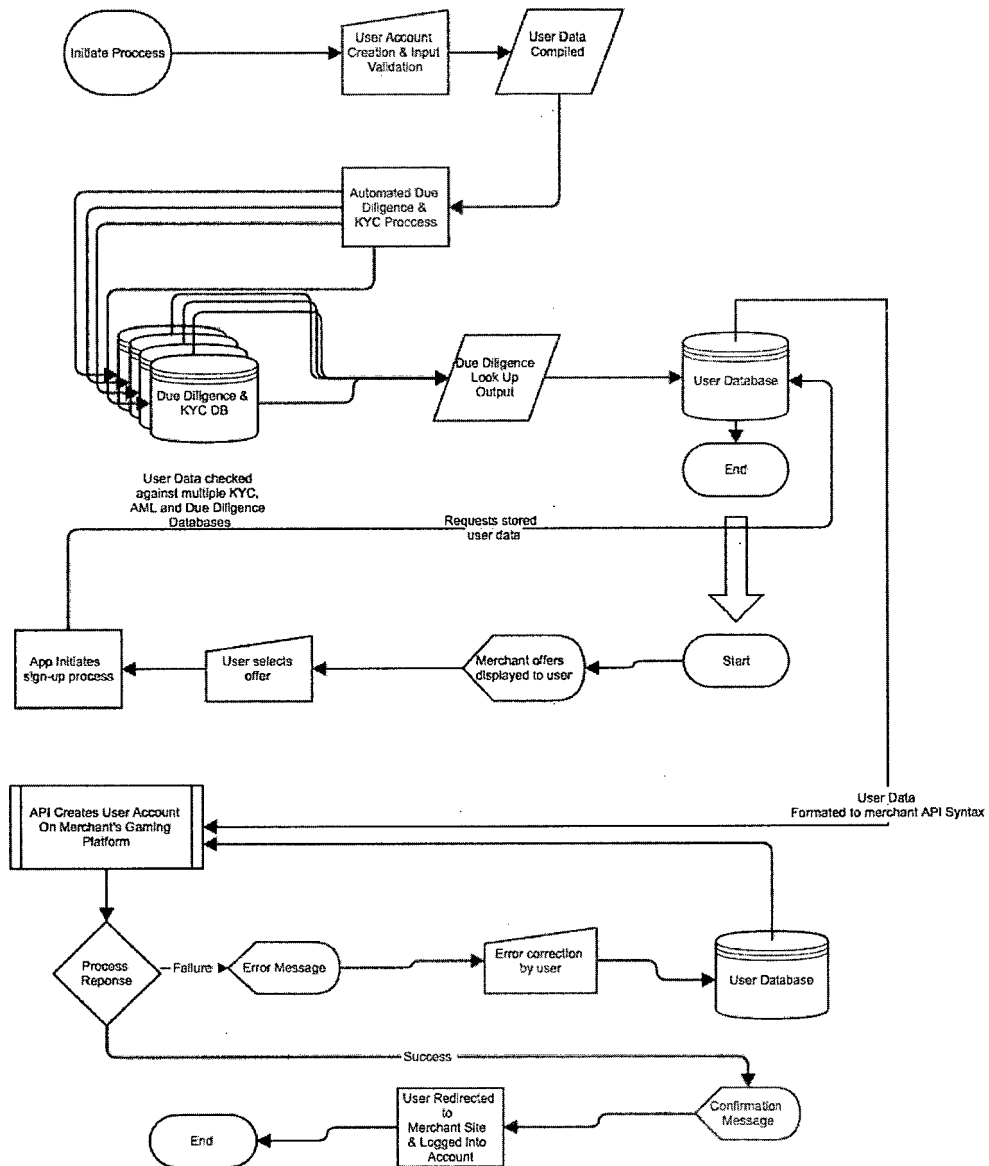 Initiate Proccess
User Account
Creation & Input
Validation
User Data
Compiled
Automated Due
Diligence &
KYC Proccess
Due Diligence &
KYC DB
Due Diligence
Look Up
Output
User Database
End
User Data checked
against multiple KYC,
AML and Due Diligence
Databases
Requests stored
user data
App Initiates
sign-up process
User selects
offer
Merchant offers
displayed to user
Start
User Data
Formated to merchant API Syntax
API Creates User Account
On Merchant's Gaming
Platform
Process
Reponse
Failure
Error Message
Error correction
by user
User Database
Success
Confirmation
Message
User Redirected
to
Merchant Site
& Logged Into
Account
End